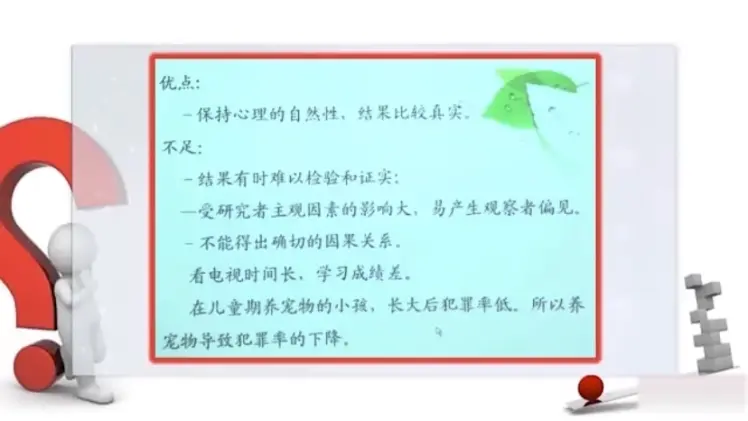 优点：
－保持心理的自然性，结果比较真实。
不足：
－结果有时难以检验和证实；
—受研究者主观因素的影响大，易产生观察者偏见。
－不能得出确切的因果关系。
看电视时间长，学习成绩差。
在儿童期养宠物的小孩，长大后犯罪率低。所以养
宠物导致犯罪率的下降。